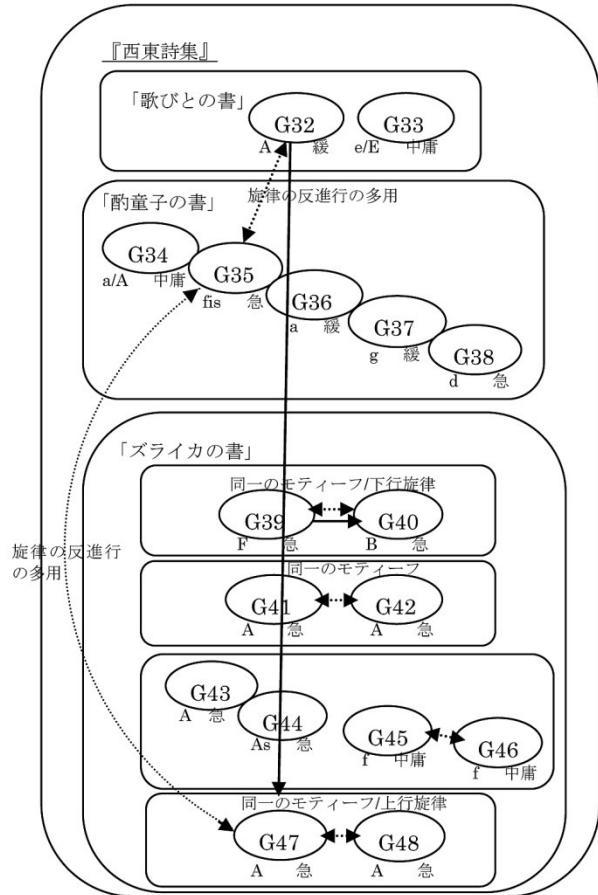 『西東詩集』
「歌びとの書」
G32
G33
A 緩
e/E 中庸
旋律の反進行の多用
「酌童子の書」
G34
a/A 中庸
G35
fis 急
G36
a 緩
G37
g 緩
G38
d 急
「ズライカの書」
同一のモティーフ/下行旋律
G39
G40
F 急
B 急
旋律の反進行
の多用
同一のモティーフ
G41
G42
A 急
A 急
G43
A 急
G44
As 急
G45
f 中庸
G46
f 中庸
同一のモティーフ/上行旋律
G47
G48
A 急
A 急